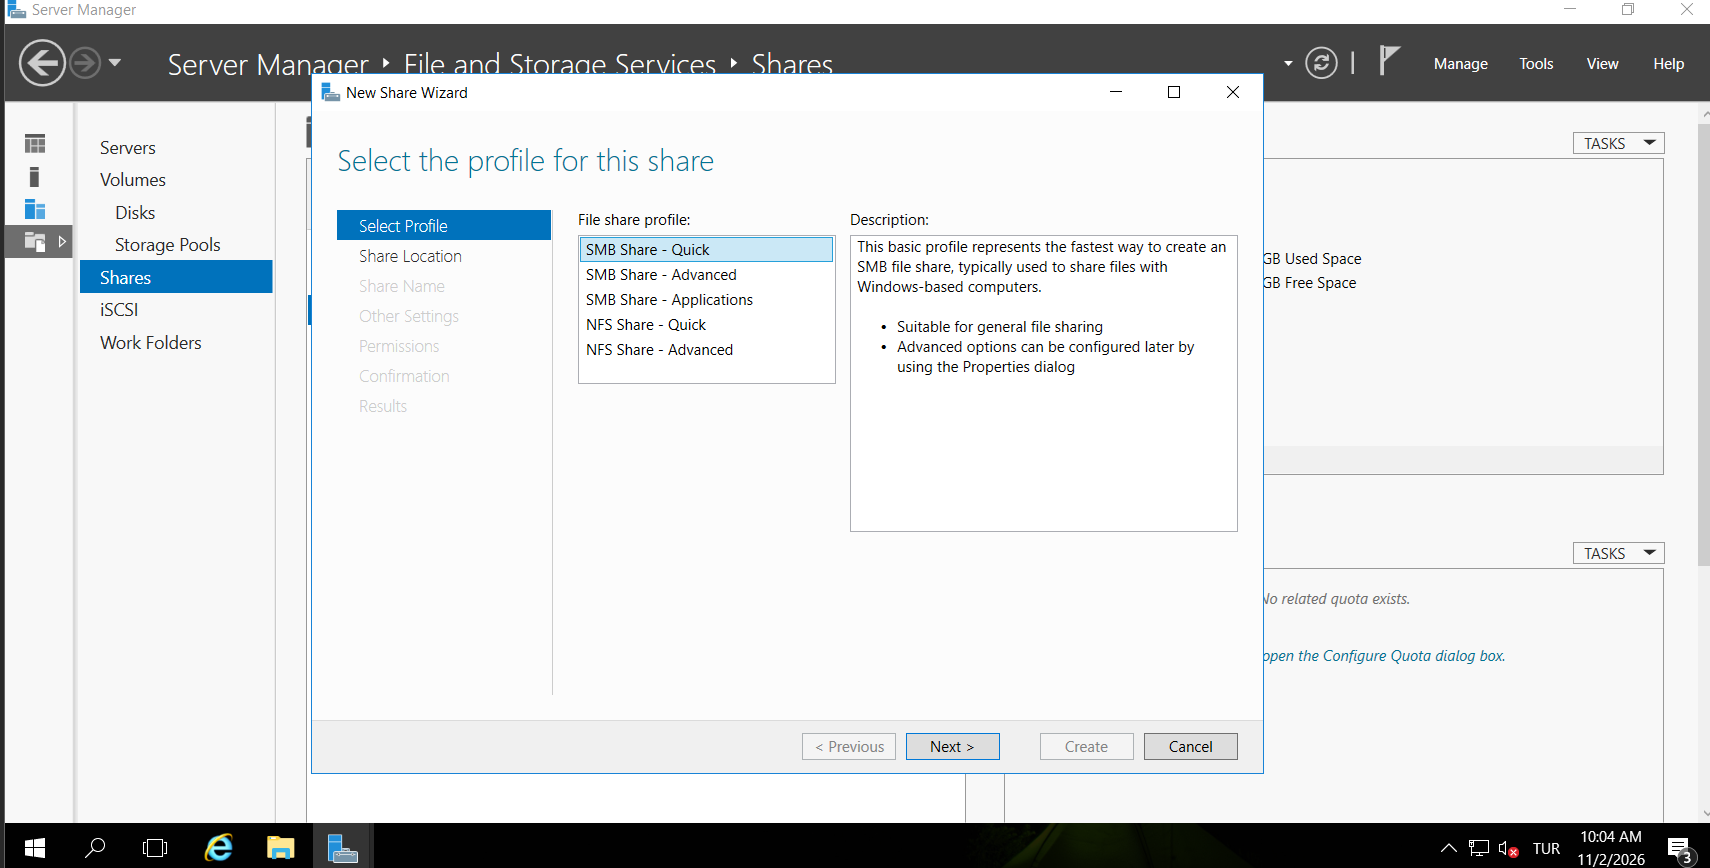 Server Manager
Server Manager ‣ File and Storage Services ‣ Shares
Manage Tools View Help
New Share Wizard
Select the profile for this share
Servers
Volumes
Disks
Storage Pools
Shares
iSCSI
Work Folders
Select Profile
Share Location
Share Name
Other Settings
Permissions
Confirmation
Results
File share profile:
SMB Share - Quick
SMB Share - Advanced
SMB Share - Applications
NFS Share - Quick
NFS Share - Advanced
Description:
This basic profile represents the fastest way to create an
SMB file share, typically used to share files with
Windows-based computers.
• Suitable for general file sharing
• Advanced options can be configured later by
using the Properties dialog
< Previous
Next >
Create
Cancel
TASKS
GB Used Space
GB Free Space
TASKS
No related quota exists.
open the Configure Quota dialog box.
TUR
10:04 AM
11/2/2026
3